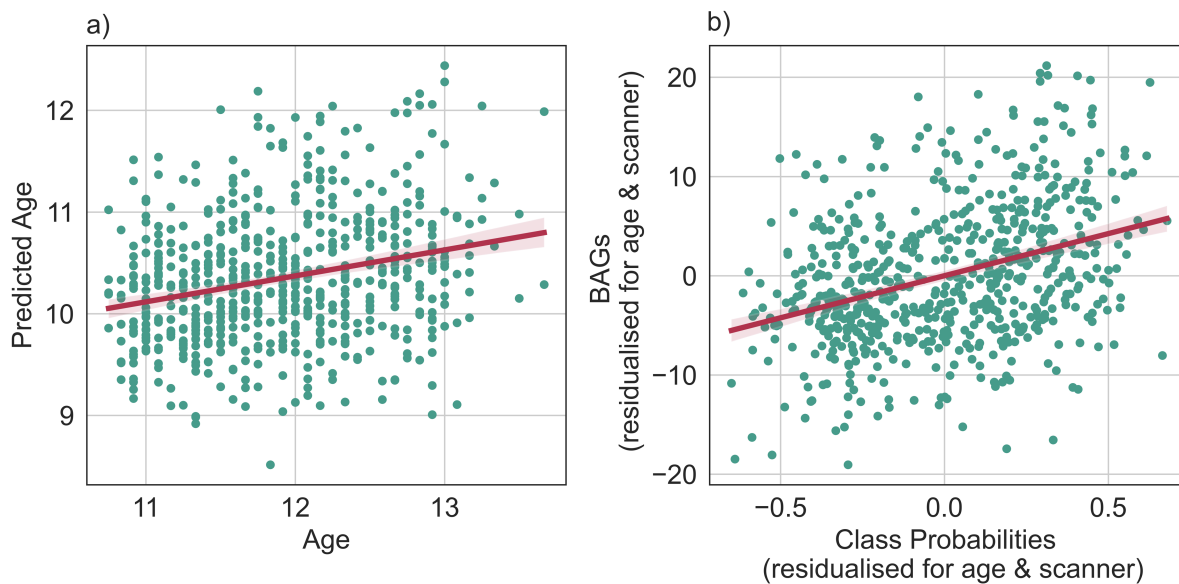 a)
Predicted Age
12
11
10
9
11 12 13
Age
b)
BAGs
(residualised for age & scanner)
20
10
0
−10
−20
−0.5 0.0 0.5
Class Probabilities
(residualised for age & scanner)